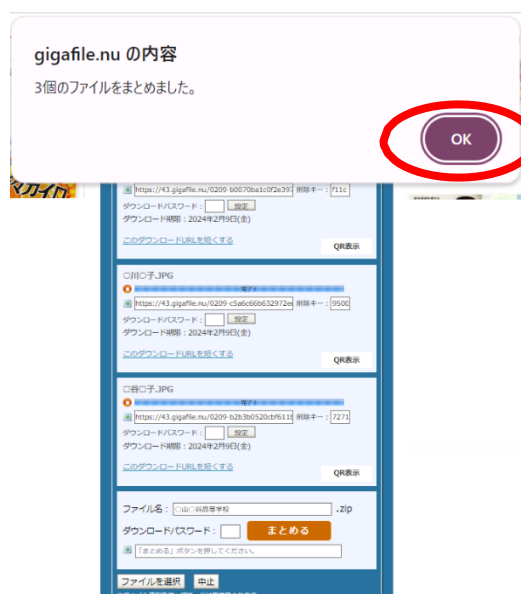 gigafile.nu の内容
3個のファイルをまとめました。
OK
https://43.gigafile.nu/0209-b0070ba1c0f2e397 削除キー：f11c
ダウンロードパスワード： 設定
ダウンロード期限：2024年2月9日(金)
このダウンロードURLを短くする
QR表示
○川○子.JPG
完了!
https://43.gigafile.nu/0209-c5a6c66b632972e 削除キー：9500
ダウンロードパスワード： 設定
ダウンロード期限：2024年2月9日(金)
このダウンロードURLを短くする
QR表示
□谷□子.JPG
完了!
https://43.gigafile.nu/0209-b2b3b0520cbf611 削除キー：7271
ダウンロードパスワード： 設定
ダウンロード期限：2024年2月9日(金)
このダウンロードURLを短くする
QR表示
ファイル名：○山○谷高等学校 .zip
ダウンロードパスワード： まとめる
「まとめる」ボタンを押してください。
ファイルを選択 中止